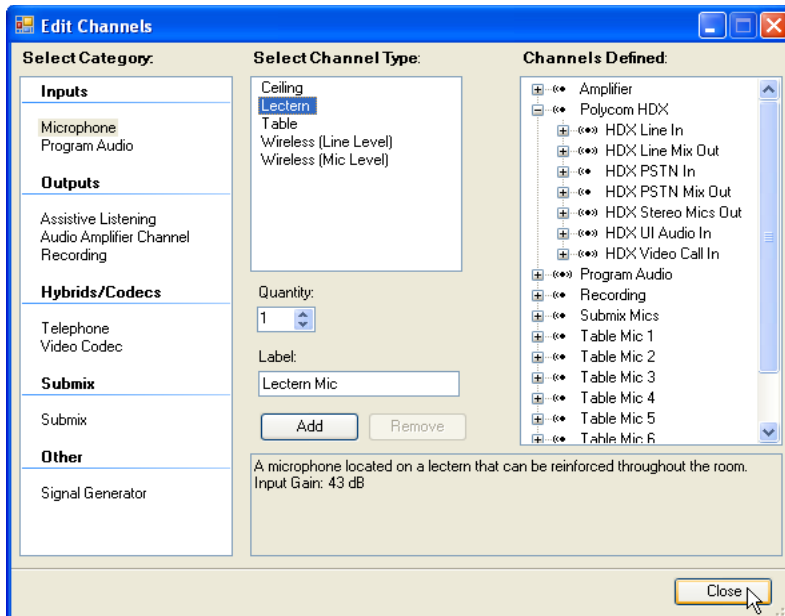 Edit Channels
Select Category:
Inputs
Microphone
Program Audio
Outputs
Assistive Listening
Audio Amplifier Channel
Recording
Hybrids/Codecs
Telephone
Video Codec
Submix
Submix
Other
Signal Generator
Select Channel Type:
Ceiling
Lectern
Table
Wireless (Line Level)
Wireless (Mic Level)
Quantity:
1
Label:
Lectern Mic
Add
Remove
Channels Defined:
Amplifier
Polycom HDX
HDX Line In
HDX Line Mix Out
HDX PSTN In
HDX PSTN Mix Out
HDX Stereo Mics Out
HDX UI Audio In
HDX Video Call In
Program Audio
Recording
Submix Mics
Table Mic 1
Table Mic 2
Table Mic 3
Table Mic 4
Table Mic 5
Table Mic 6
A microphone located on a lectern that can be reinforced throughout the room.
Input Gain: 43 dB
Close